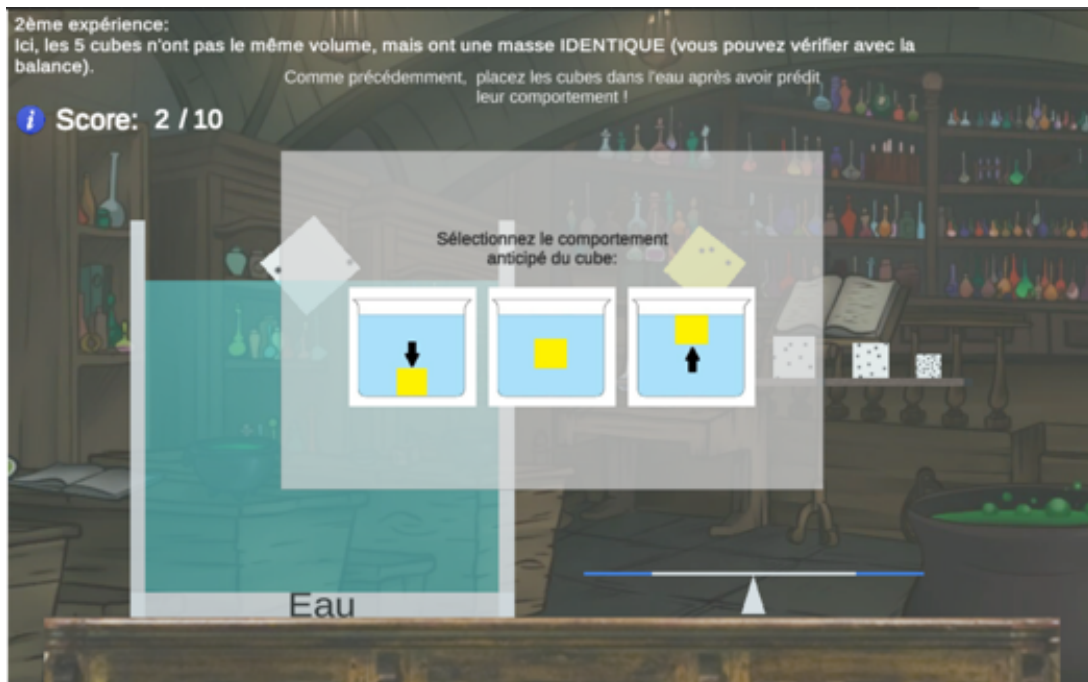 2ème expérience:
Ici, les 5 cubes n'ont pas le même volume, mais ont une masse IDENTIQUE (vous pouvez vérifier avec la
balance).
Comme précédemment, placez les cubes dans l'eau après avoir prédit
leur comportement !
i Score: 2 / 10
Sélectionnez le comportement
anticipé du cube:
Eau